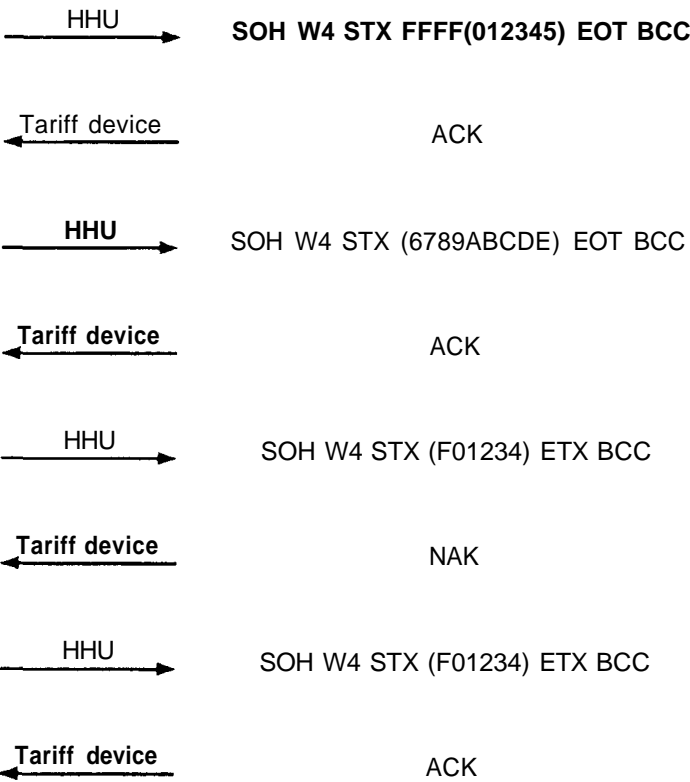 HHU SOH W4 STX FFFF(012345) EOT BCC
Tariff device ACK
HHU SOH W4 STX (6789ABCDE) EOT BCC
Tariff device ACK
HHU SOH W4 STX (F01234) ETX BCC
Tariff device NAK
HHU SOH W4 STX (F01234) ETX BCC
Tariff device ACK